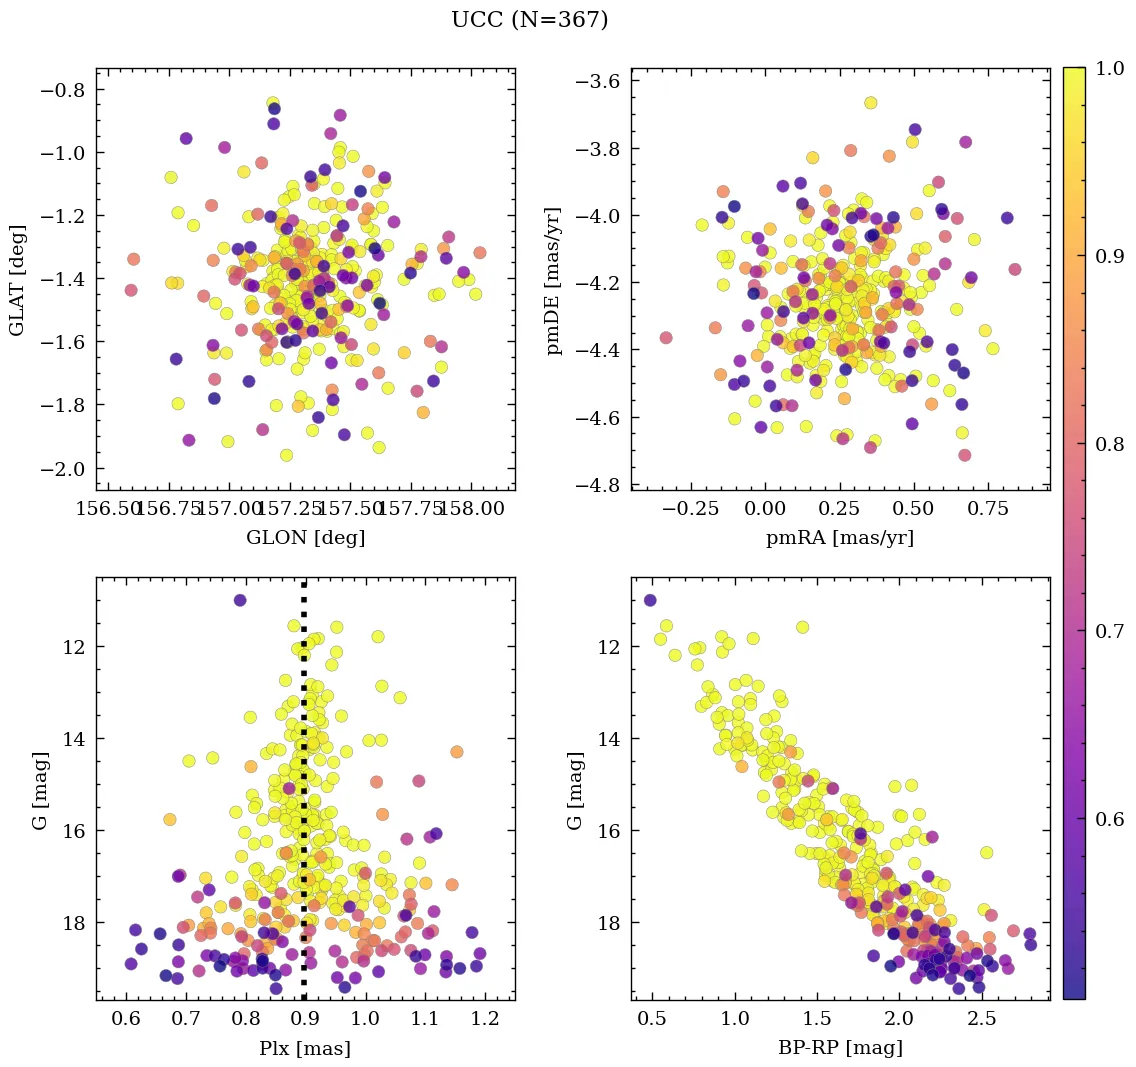 UCC (N=367)
−0.8
−1.0
−1.2
−1.4
−1.6
−1.8
−2.0
GLAT [deg]
156.50 156.75 157.00 157.25 157.50 157.75 158.00
GLON [deg]
−3.6
−3.8
−4.0
−4.2
−4.4
−4.6
−4.8
pmDE [mas/yr]
−0.25 0.00 0.25 0.50 0.75
pmRA [mas/yr]
1.0
0.9
0.8
0.7
0.6
12
14
16
18
G [mag]
0.6 0.7 0.8 0.9 1.0 1.1 1.2
Plx [mas]
12
14
16
18
G [mag]
0.5 1.0 1.5 2.0 2.5
BP-RP [mag]